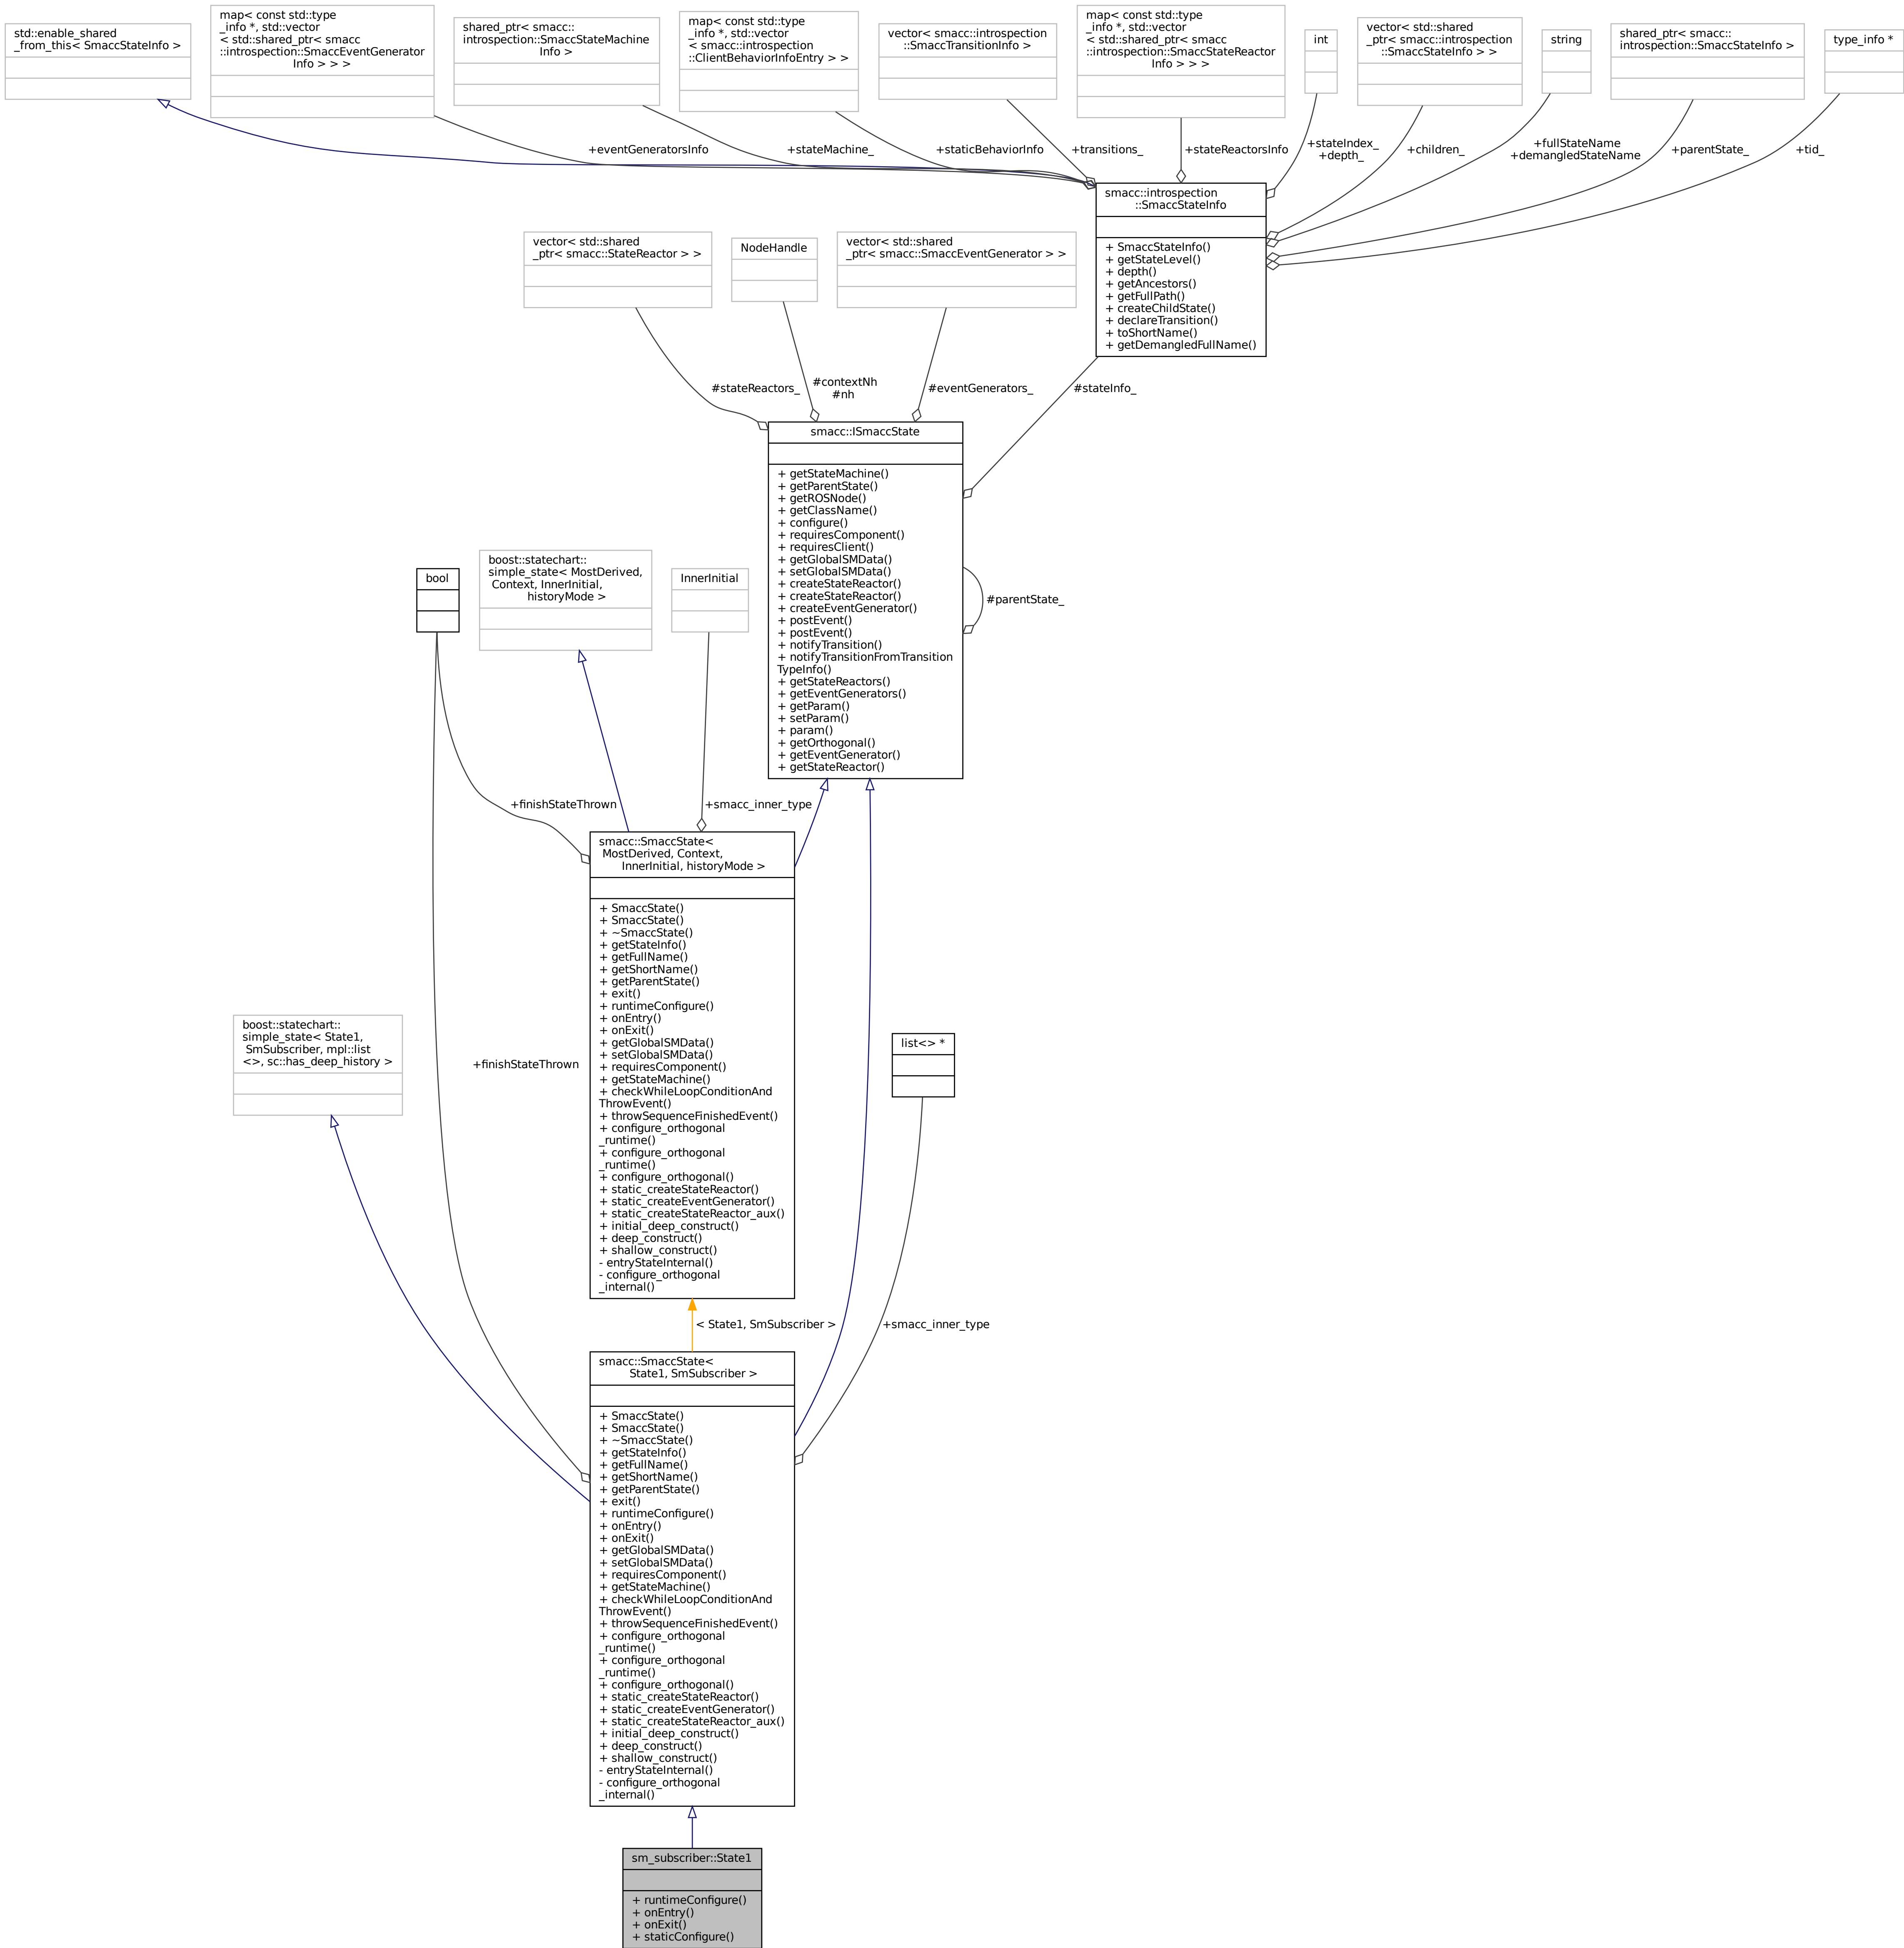 std::enable_shared
_from_this< SmaccStateInfo >
map< const std::type
_info *, std::vector
< std::shared_ptr< smacc
::introspection::SmaccEventGenerator
Info > > >
shared_ptr< smacc::
introspection::SmaccStateMachine
Info >
map< const std::type
_info *, std::vector
< smacc::introspection
::ClientBehaviorInfoEntry > >
vector< smacc::introspection
::SmaccTransitionInfo >
map< const std::type
_info *, std::vector
< std::shared_ptr< smacc
::introspection::SmaccStateReactor
Info > > >
int
vector< std::shared
_ptr< smacc::introspection
::SmaccStateInfo > >
string
shared_ptr< smacc::
introspection::SmaccStateInfo >
type_info *
+eventGeneratorsInfo
+stateMachine_
+staticBehaviorInfo
+transitions_
+stateReactorsInfo
+stateIndex_
+depth_
+children_
+fullStateName
+demangledStateName
+parentState_
+tid_
smacc::introspection
::SmaccStateInfo
+ SmaccStateInfo()
+ getStateLevel()
+ depth()
+ getAncestors()
+ getFullPath()
+ createChildState()
+ declareTransition()
+ toShortName()
+ getDemangledFullName()
vector< std::shared
_ptr< smacc::StateReactor > >
NodeHandle
vector< std::shared
_ptr< smacc::SmaccEventGenerator > >
#stateReactors_
#contextNh
#nh
#eventGenerators_
#stateInfo_
smacc::ISmaccState
+ getStateMachine()
+ getParentState()
+ getROSNode()
+ getClassName()
+ configure()
+ requiresComponent()
+ requiresClient()
+ getGlobalSMData()
+ setGlobalSMData()
+ createStateReactor()
+ createStateReactor()
+ createEventGenerator()
+ postEvent()
+ postEvent()
+ notifyTransition()
+ notifyTransitionFromTransition
TypeInfo()
+ getStateReactors()
+ getEventGenerators()
+ getParam()
+ setParam()
+ param()
+ getOrthogonal()
+ getEventGenerator()
+ getStateReactor()
#parentState_
bool
boost::statechart::
simple_state< MostDerived,
Context, InnerInitial,
historyMode >
InnerInitial
+finishStateThrown
+smacc_inner_type
smacc::SmaccState<
MostDerived, Context,
InnerInitial, historyMode >
+ SmaccState()
+ SmaccState()
+ ~SmaccState()
+ getStateInfo()
+ getFullName()
+ getShortName()
+ getParentState()
+ exit()
+ runtimeConfigure()
+ onEntry()
+ onExit()
+ getGlobalSMData()
+ setGlobalSMData()
+ requiresComponent()
+ getStateMachine()
+ checkWhileLoopConditionAnd
ThrowEvent()
+ throwSequenceFinishedEvent()
+ configure_orthogonal
_runtime()
+ configure_orthogonal
_runtime()
+ configure_orthogonal()
+ static_createStateReactor()
+ static_createEventGenerator()
+ static_createStateReactor_aux()
+ initial_deep_construct()
+ deep_construct()
+ shallow_construct()
- entryStateInternal()
- configure_orthogonal
_internal()
boost::statechart::
simple_state< State1,
SmSubscriber, mpl::list
<>, sc::has_deep_history >
+finishStateThrown
list<> *
< State1, SmSubscriber >
+smacc_inner_type
smacc::SmaccState<
State1, SmSubscriber >
+ SmaccState()
+ SmaccState()
+ ~SmaccState()
+ getStateInfo()
+ getFullName()
+ getShortName()
+ getParentState()
+ exit()
+ runtimeConfigure()
+ onEntry()
+ onExit()
+ getGlobalSMData()
+ setGlobalSMData()
+ requiresComponent()
+ getStateMachine()
+ checkWhileLoopConditionAnd
ThrowEvent()
+ throwSequenceFinishedEvent()
+ configure_orthogonal
_runtime()
+ configure_orthogonal
_runtime()
+ configure_orthogonal()
+ static_createStateReactor()
+ static_createEventGenerator()
+ static_createStateReactor_aux()
+ initial_deep_construct()
+ deep_construct()
+ shallow_construct()
- entryStateInternal()
- configure_orthogonal
_internal()
sm_subscriber::State1
+ runtimeConfigure()
+ onEntry()
+ onExit()
+ staticConfigure()